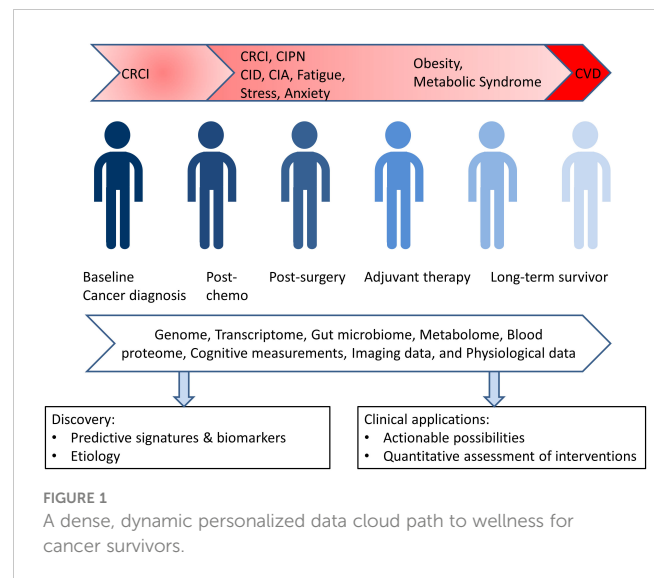 CRCI
CRCI, CIPN
CID, CIA, Fatigue,
Stress, Anxiety
Obesity,
Metabolic Syndrome
CVD
Baseline
Cancer diagnosis
Post-
chemo
Post-surgery
Adjuvant therapy
Long-term survivor
Genome, Transcriptome, Gut microbiome, Metabolome, Blood
proteome, Cognitive measurements, Imaging data, and Physiological data
Discovery:
• Predictive signatures & biomarkers
• Etiology
Clinical applications:
• Actionable possibilities
• Quantitative assessment of interventions
FIGURE 1
A dense, dynamic personalized data cloud path to wellness for
cancer survivors.